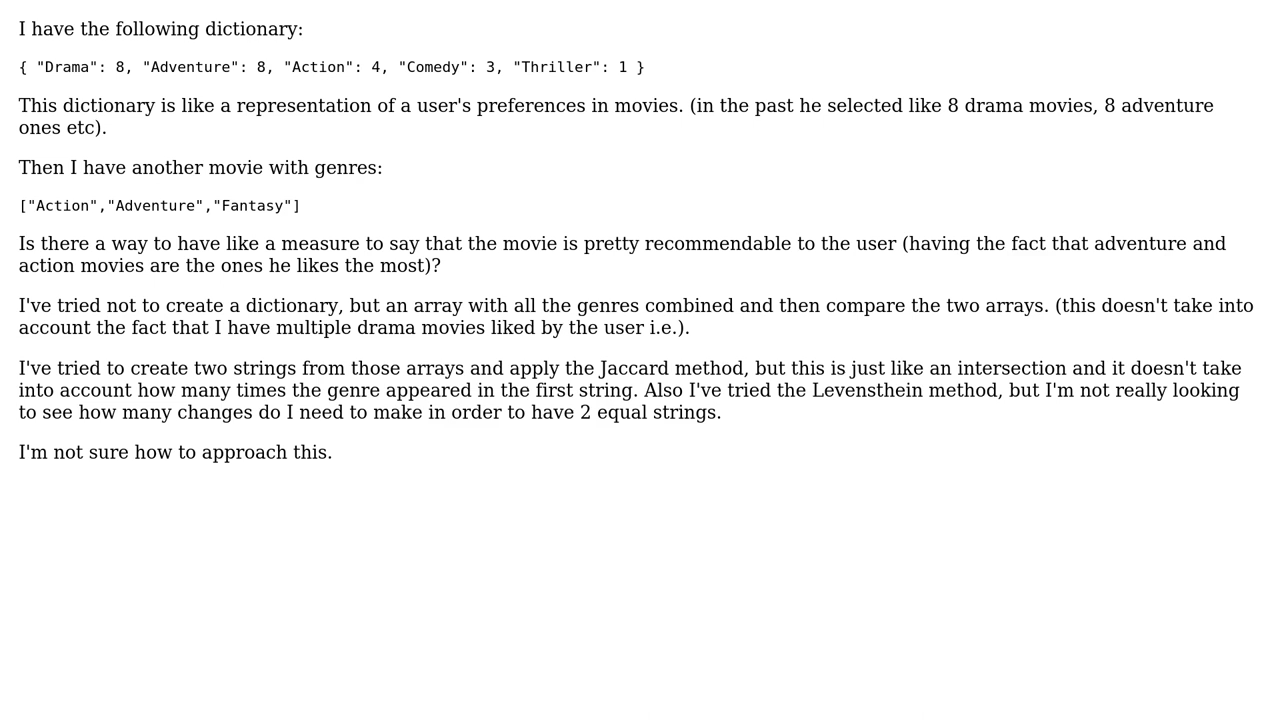 I have the following dictionary:
{ "Drama": 8, "Adventure": 8, "Action": 4, "Comedy": 3, "Thriller": 1 }
This dictionary is like a representation of a user's preferences in movies. (in the past he selected like 8 drama movies, 8 adventure
ones etc).
Then I have another movie with genres:
["Action","Adventure","Fantasy"]
Is there a way to have like a measure to say that the movie is pretty recommendable to the user (having the fact that adventure and
action movies are the ones he likes the most)?
I've tried not to create a dictionary, but an array with all the genres combined and then compare the two arrays. (this doesn't take into
account the fact that I have multiple drama movies liked by the user i.e.).
I've tried to create two strings from those arrays and apply the Jaccard method, but this is just like an intersection and it doesn't take
into account how many times the genre appeared in the first string. Also I've tried the Levensthein method, but I'm not really looking
to see how many changes do I need to make in order to have 2 equal strings.
I'm not sure how to approach this.